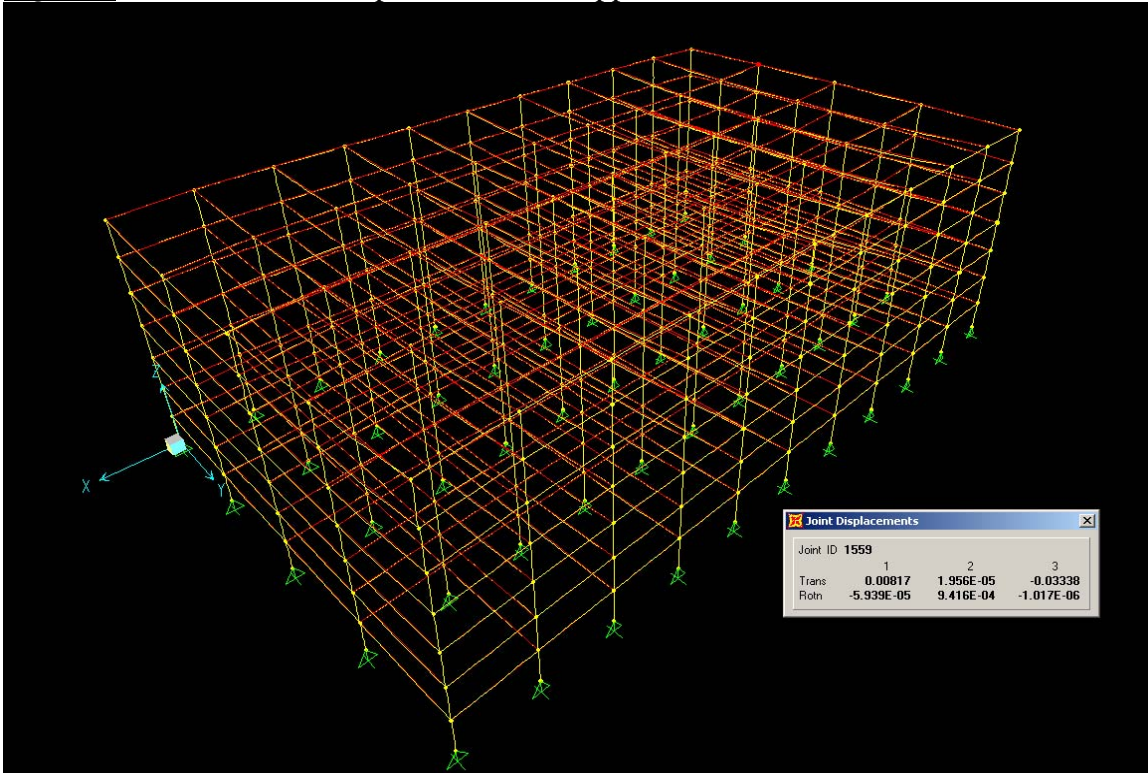 Z
X
Y
Joint Displacements
Joint ID 1559
1 2 3
Trans 0.00817 1.956E-05 -0.03338
Rotn -5.939E-05 9.416E-04 -1.017E-06